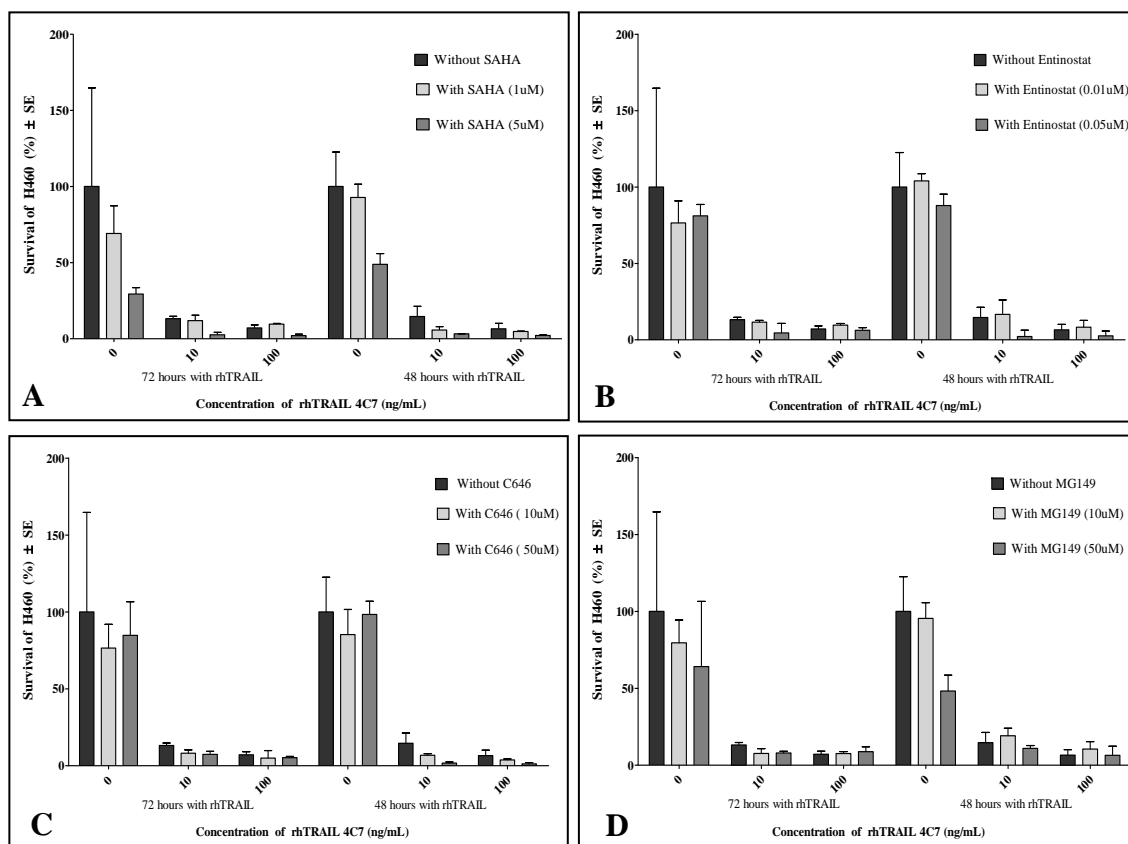 200
150
100
50
0
Survival of H460 (%) ± SE
Without SAHA
With SAHA (1uM)
With SAHA (5uM)
0
10
100
0
10
100
72 hours with rhTRAIL
48 hours with rhTRAIL
Concentration of rhTRAIL 4C7 (ng/mL)
A
200
150
100
50
0
Survival of H460 (%) ± SE
Without Entinostat
With Entinostat (0.01uM)
With Entinostat (0.05uM)
0
10
100
0
10
100
72 hours with rhTRAIL
48 hours with rhTRAIL
Concentration of rhTRAIL 4C7 (ng/mL)
B
200
150
100
50
0
Survival of H460 (%) ± SE
Without C646
With C646 ( 10uM)
With C646 ( 50uM)
0
10
100
0
10
100
72 hours with rhTRAIL
48 hours with rhTRAIL
Concentration of rhTRAIL 4C7 (ng/mL)
C
200
150
100
50
0
Survival of H460 (%) ± SE
Without MG149
With MG149 (10uM)
With MG149 (50uM)
0
10
100
0
10
100
72 hours with rhTRAIL
48 hours with rhTRAIL
Concentration of rhTRAIL 4C7 (ng/mL)
D